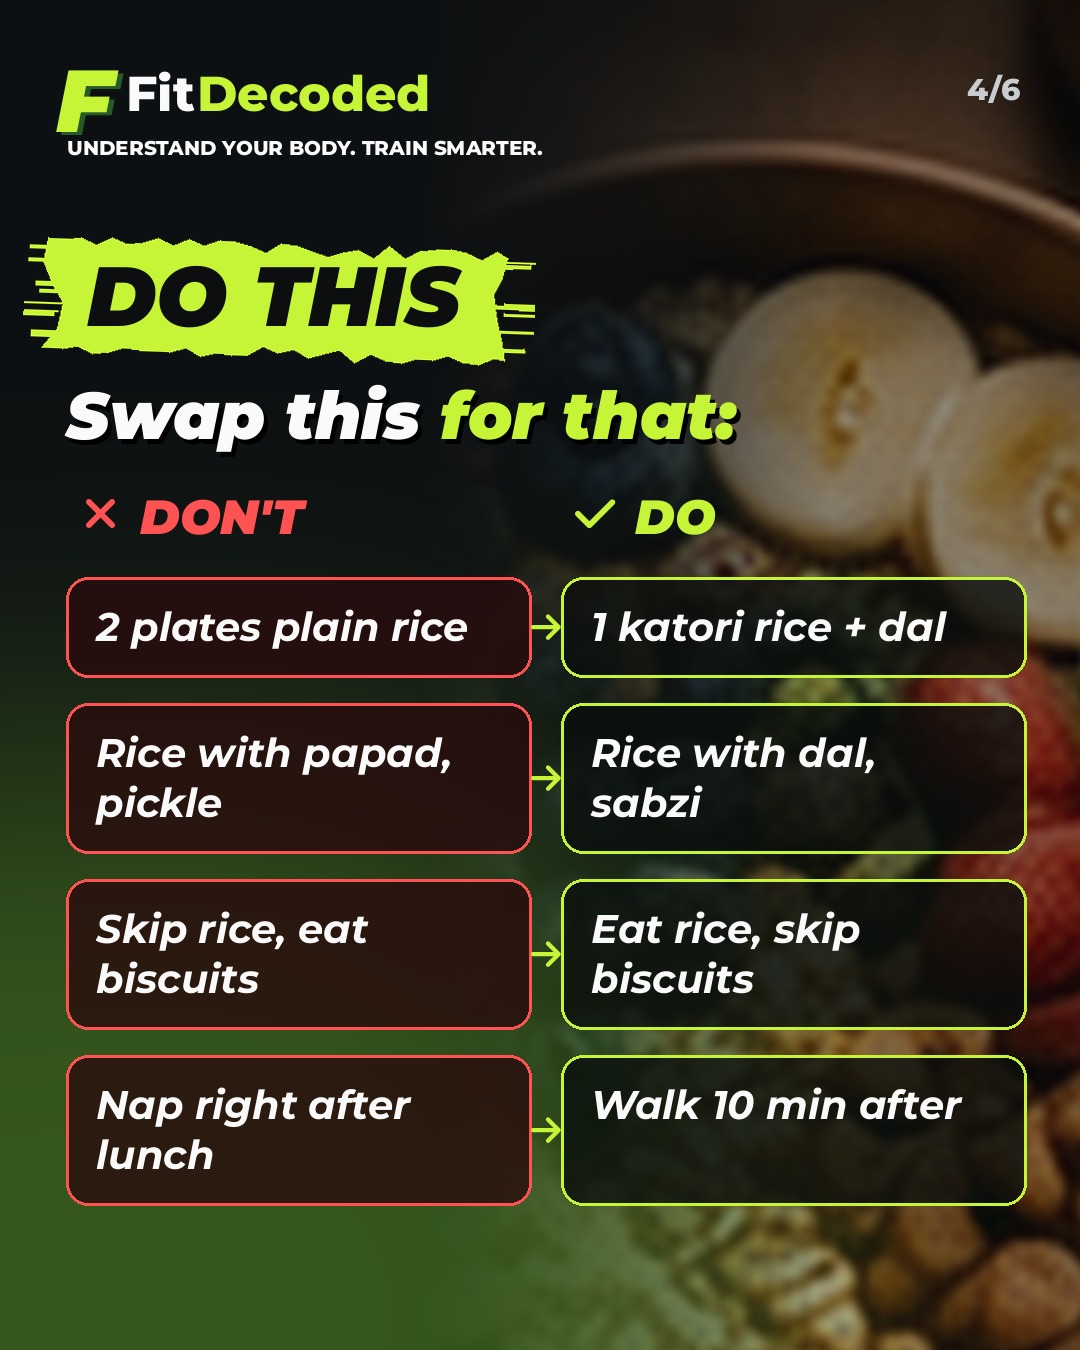 FitDecoded
4/6
UNDERSTAND YOUR BODY. TRAIN SMARTER.
DO THIS
Swap this for that:
DON'T
DO
2 plates plain rice
1 katori rice + dal
Rice with papad,
pickle
Rice with dal,
sabzi
Skip rice, eat
biscuits
Eat rice, skip
biscuits
Nap right after
lunch
Walk 10 min after